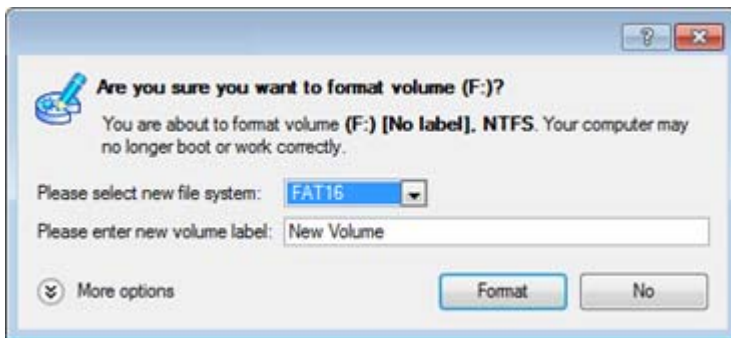 Are you sure you want to format volume (F:)?
You are about to format volume (F:) [No label], NTFS. Your computer may
no longer boot or work correctly.
Please select new file system: FAT16
Please enter new volume label: New Volume
More options Format No